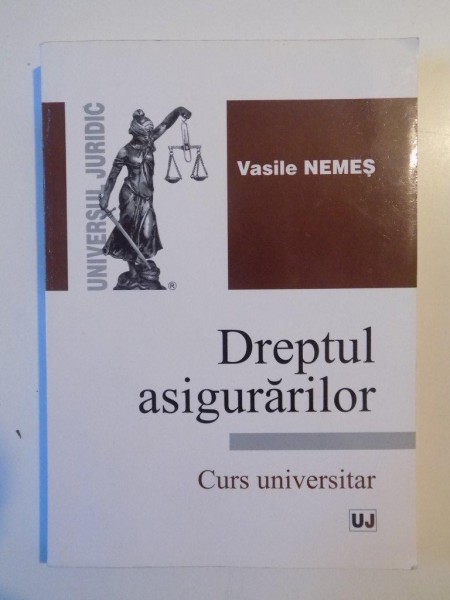 UNIVERSUL JURIDIC
®
Vasile NEMEȘ
Dreptul
asigurărilor
Curs universitar
UJ